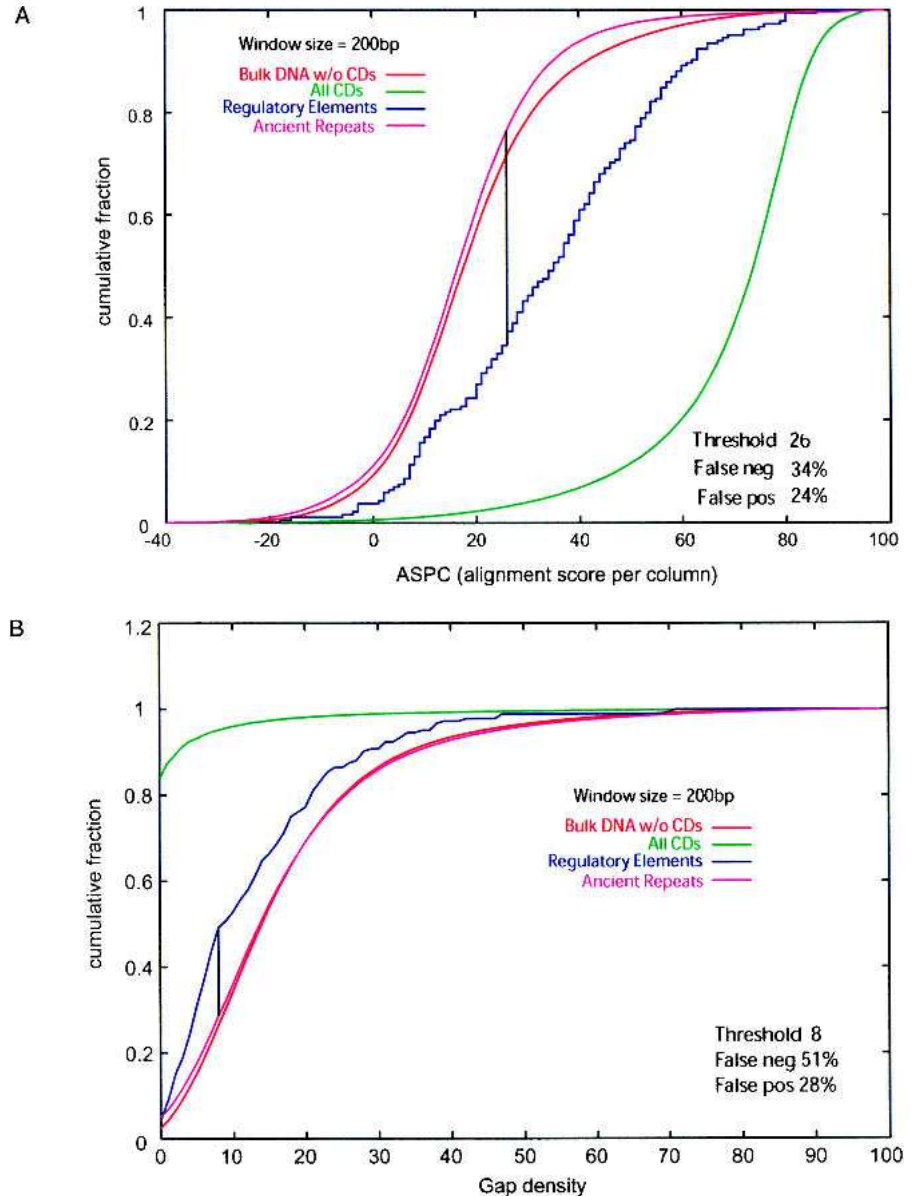 A
Window size = 200bp
Bulk DNA w/o CDs
All CDs
Regulatory Elements
Ancient Repeats
1
0.8
0.6
0.4
0.2
0
cumulative fraction
Threshold 26
False neg 34%
False pos 24%
-40 -20 0 20 40 60 80 100
ASPC (alignment score per column)
B
1.2
1
0.8
0.6
0.4
0.2
0
cumulative fraction
Window size = 200bp
Bulk DNA w/o CDs
All CDs
Regulatory Elements
Ancient Repeats
Threshold 8
False neg 51%
False pos 28%
0 10 20 30 40 50 60 70 80 90 100
Gap density